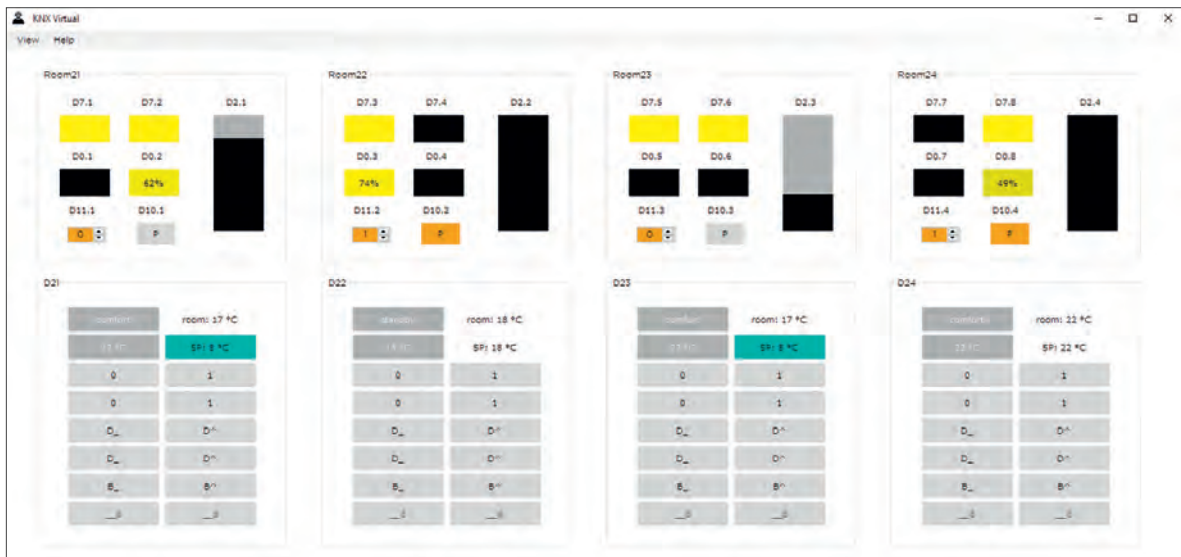 KNX Virtual
View Help
Room21 Room22 Room23 Room24
D7.1 D7.2 D2.1 D7.3 D7.4 D2.2 D7.5 D7.6 D2.3 D7.7 D7.8 D2.4
D0.1 D0.2 D0.3 D0.4 D0.5 D0.6 D0.7 D0.8
62% 74% 49%
D11.1 D10.1 D11.2 D10.2 D11.3 D10.3 D11.4 D10.4
0 P 1 P 0 P 1 P
D21 D22 D23 D24
comfort room: 17 °C room: 18 °C comfort room: 17 °C comfort room: 22 °C
SP: 8 °C SP: 18 °C SP: 8 °C 22 °C SP: 22 °C
0 1 0 1 0 1 0 1
0 1 0 1 0 1 0 1
D_ D^ D_ D^ D_ D^ D_ D^
D_ D^ D_ D^ D_ D^ D_ D^
B_ B^ B_ B^ B_ B^ B_ B^